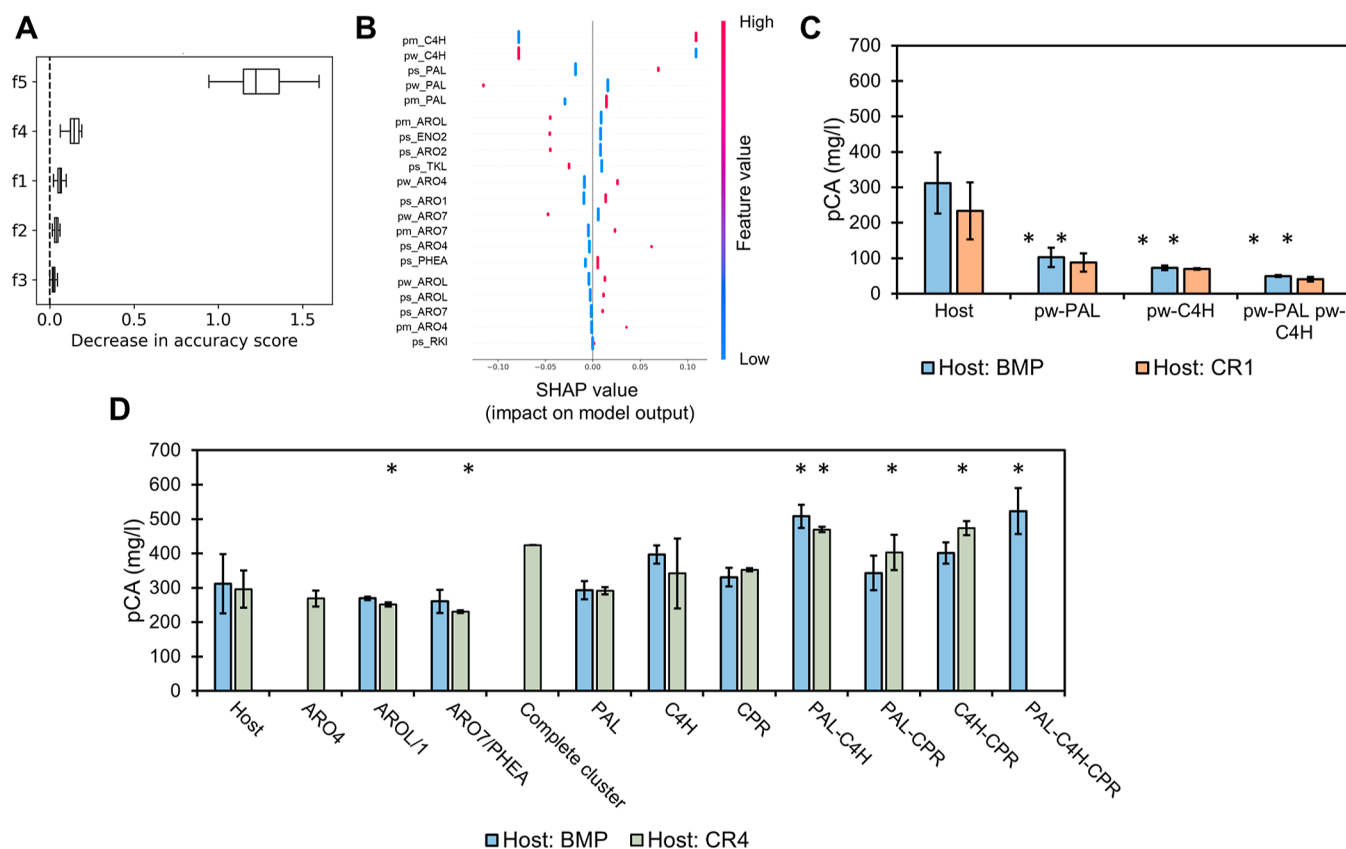 A
f5
f4
f1
f2
f3
0.0 0.5 1.0 1.5
Decrease in accuracy score
B
pm_C4H
pw_C4H
ps_PAL
pw_PAL
pm_PAL
pm_AROL
ps_ENO2
ps_ARO2
ps_TKL
pw_ARO4
ps_ARO1
pw_ARO7
pm_ARO7
ps_ARO4
ps_PHEA
pw_AROL
ps_AROL
ps_ARO7
pm_ARO4
ps_RKI
−0.10 −0.05 0.00 0.05 0.10
SHAP value
(impact on model output)
High
Feature value
Low
C
700
600
500
400
300
200
100
0
pCA (mg/l)
* * * * * *
Host pw-PAL pw-C4H pw-PAL pw-
C4H
Host: BMP Host: CR1
D
700
600
500
400
300
200
100
0
pCA (mg/l)
* * * * * * *
Host
ARO4
AROL/1
ARO7/PHEA
Complete cluster
PAL
C4H
CPR
PAL-C4H
PAL-CPR
C4H-CPR
PAL-C4H-CPR
Host: BMP Host: CR4